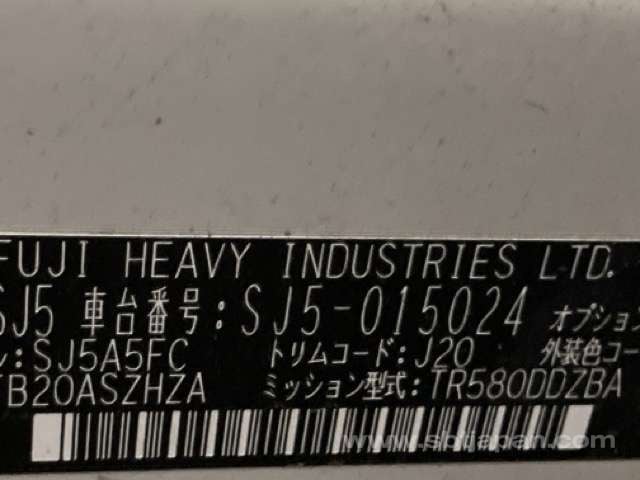 FUJI HEAVY INDUSTRIES LTD.
SJ5 車台番号:SJ5-015024 オプション
:SJ5A5FC トリムコード:J20 外装色コー
FB20ASZHZA ミッション型式:TR580DDZBA
www.sbtjapan.com